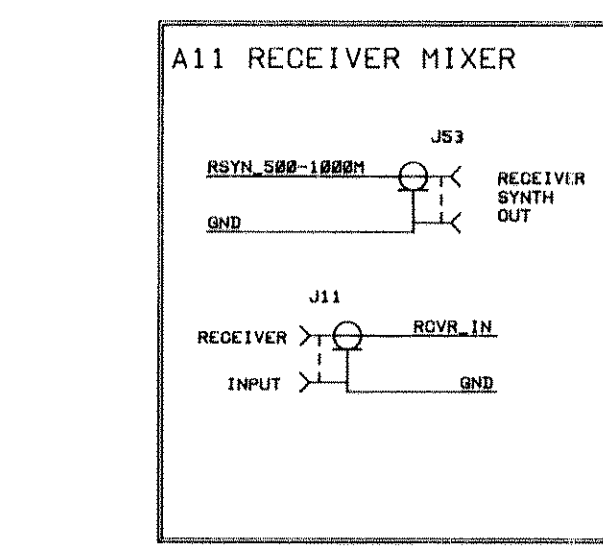 A11 RECEIVER MIXER
J53
RSYN_500-1000M
RECEIVER
SYNTH
OUT
GND
J11
RECEIVER
RCVR_IN
INPUT
GND